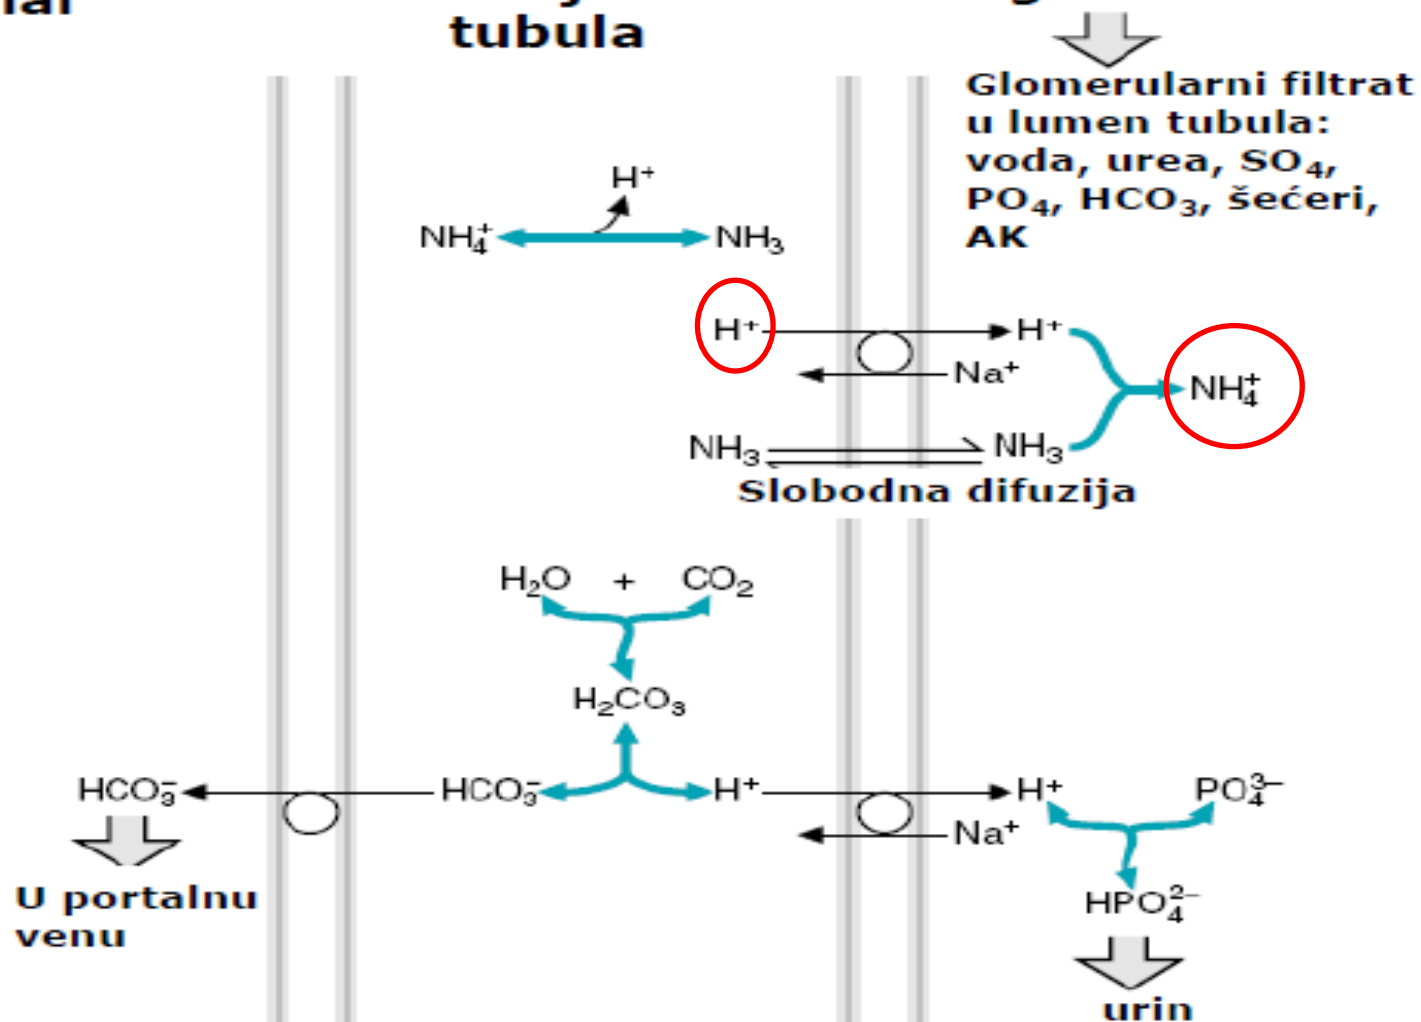 tubula
Glomerularni filtrat
u lumen tubula:
voda, urea, SO₄,
PO₄, HCO₃, šećeri,
AK
H⁺
NH₄⁺ NH₃
H⁺ H⁺
Na⁺
NH₄⁺
NH₃ NH₃
Slobodna difuzija
H₂O + CO₂
H₂CO₃
HCO₃⁻ HCO₃⁻ H⁺ H⁺ PO₄³⁻
Na⁺
U portalnu
venu
HPO₄²⁻
urin